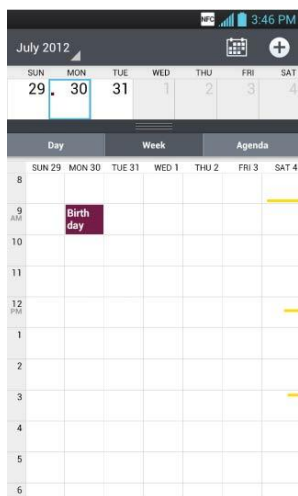 NFC 3:46 PM
July 2012
SUN MON TUE WED THU FRI SAT
29 30 31 1 2 3 4
Day Week Agenda
SUN 29 MON 30 TUE 31 WED 1 THU 2 FRI 3 SAT 4
8
9
AM
Birth
day
10
11
12
PM
1
2
3
4
5
6